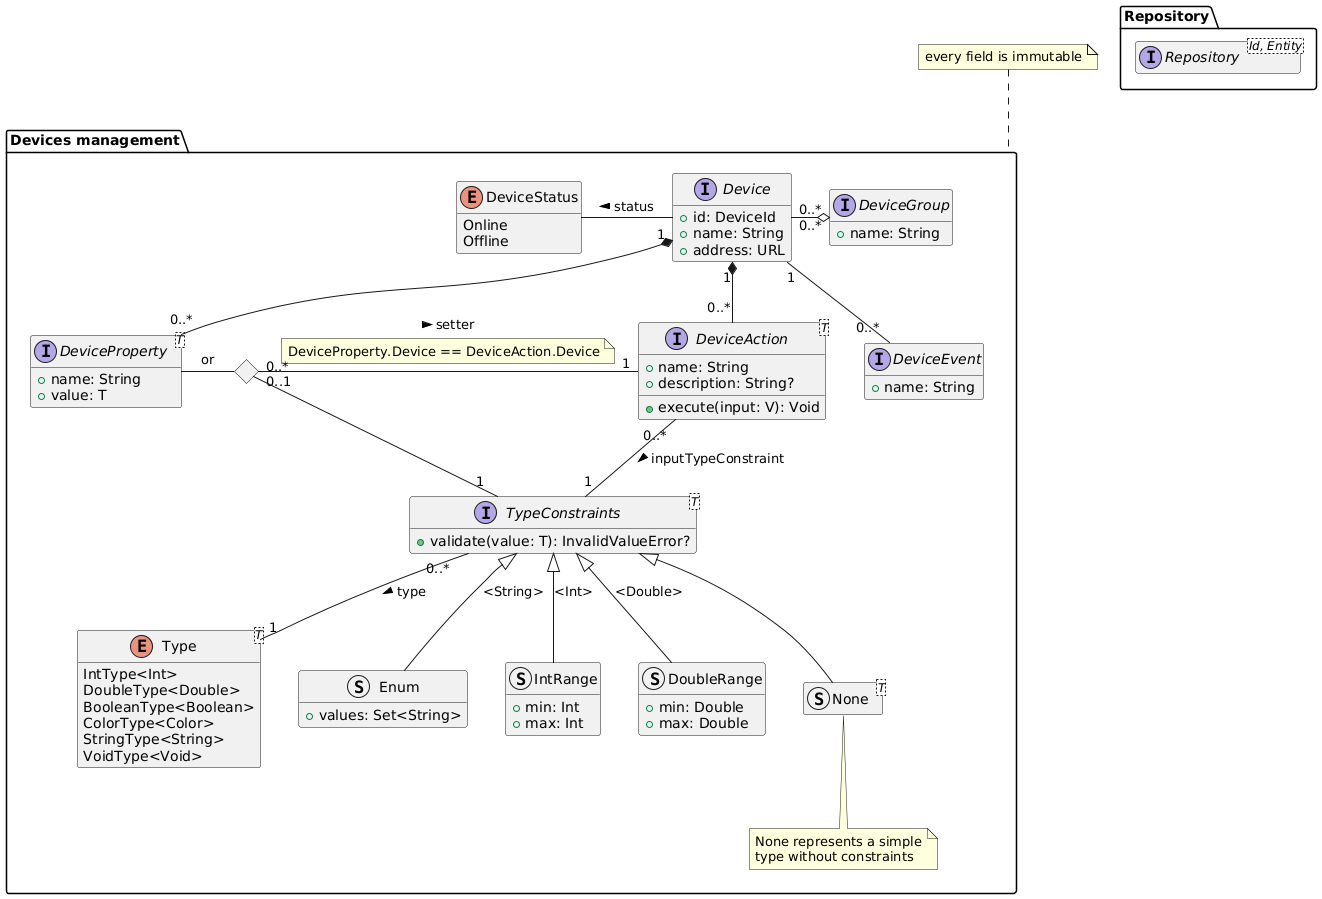 Repository
Id, Entity
I Repository
every field is immutable
Devices management
E DeviceStatus
Online
Offline
status
I Device
id: DeviceId
name: String
address: URL
0..*
0..*
I DeviceGroup
name: String
1
1
1
0..*
0..*
0..*
setter
T
I DeviceProperty
name: String
value: T
or
DeviceProperty.Device == DeviceAction.Device
0..*
0..1
1
T
I DeviceAction
name: String
description: String?
execute(input: V): Void
I DeviceEvent
name: String
0..*
inputTypeConstraint
1
1
T
I TypeConstraints
validate(value: T): InvalidValueError?
0..*
type
1
<String>
<Int>
<Double>
T
E Type
IntType<Int>
DoubleType<Double>
BooleanType<Boolean>
ColorType<Color>
StringType<String>
VoidType<Void>
S Enum
values: Set<String>
S IntRange
min: Int
max: Int
S DoubleRange
min: Double
max: Double
T
S None
None represents a simple
type without constraints